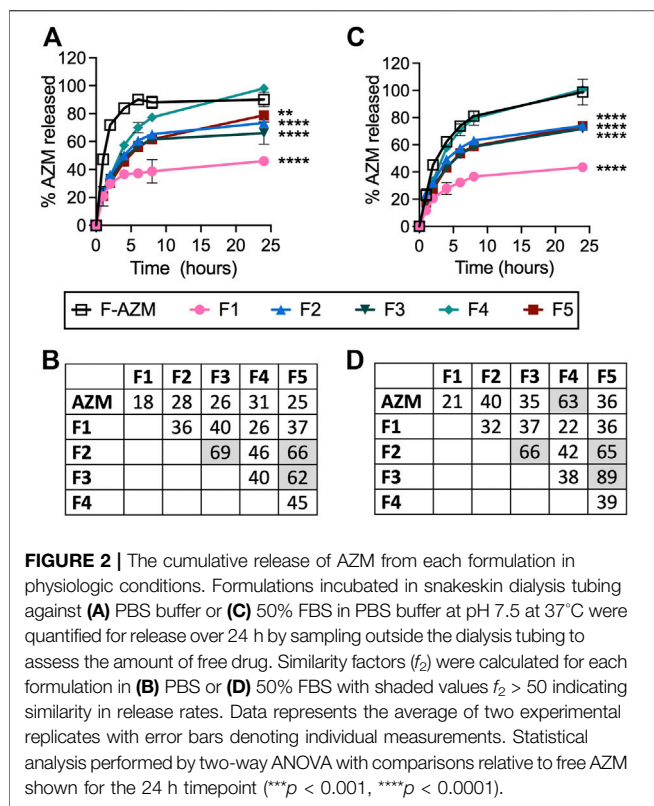 A
C
% AZM released
120
100
80
60
40
20
0
**
****
****
****
0 5 10 15 20 25
Time (hours)
% AZM released
120
100
80
60
40
20
0
****
****
****
****
0 5 10 15 20 25
Time (hours)
F-AZM F1 F2 F3 F4 F5
B
F1 F2 F3 F4 F5
AZM 18 28 26 31 25
F1 36 40 26 37
F2 69 46 66
F3 40 62
F4 45
D
F1 F2 F3 F4 F5
AZM 21 40 35 63 36
F1 32 37 22 36
F2 66 42 65
F3 38 89
F4 39
FIGURE 2 | The cumulative release of AZM from each formulation in
physiologic conditions. Formulations incubated in snakeskin dialysis tubing
against (A) PBS buffer or (C) 50% FBS in PBS buffer at pH 7.5 at 37°C were
quantified for release over 24 h by sampling outside the dialysis tubing to
assess the amount of free drug. Similarity factors (f₂) were calculated for each
formulation in (B) PBS or (D) 50% FBS with shaded values f₂ > 50 indicating
similarity in release rates. Data represents the average of two experimental
replicates with error bars denoting individual measurements. Statistical
analysis performed by two-way ANOVA with comparisons relative to free AZM
shown for the 24 h timepoint (***p < 0.001, ****p < 0.0001).